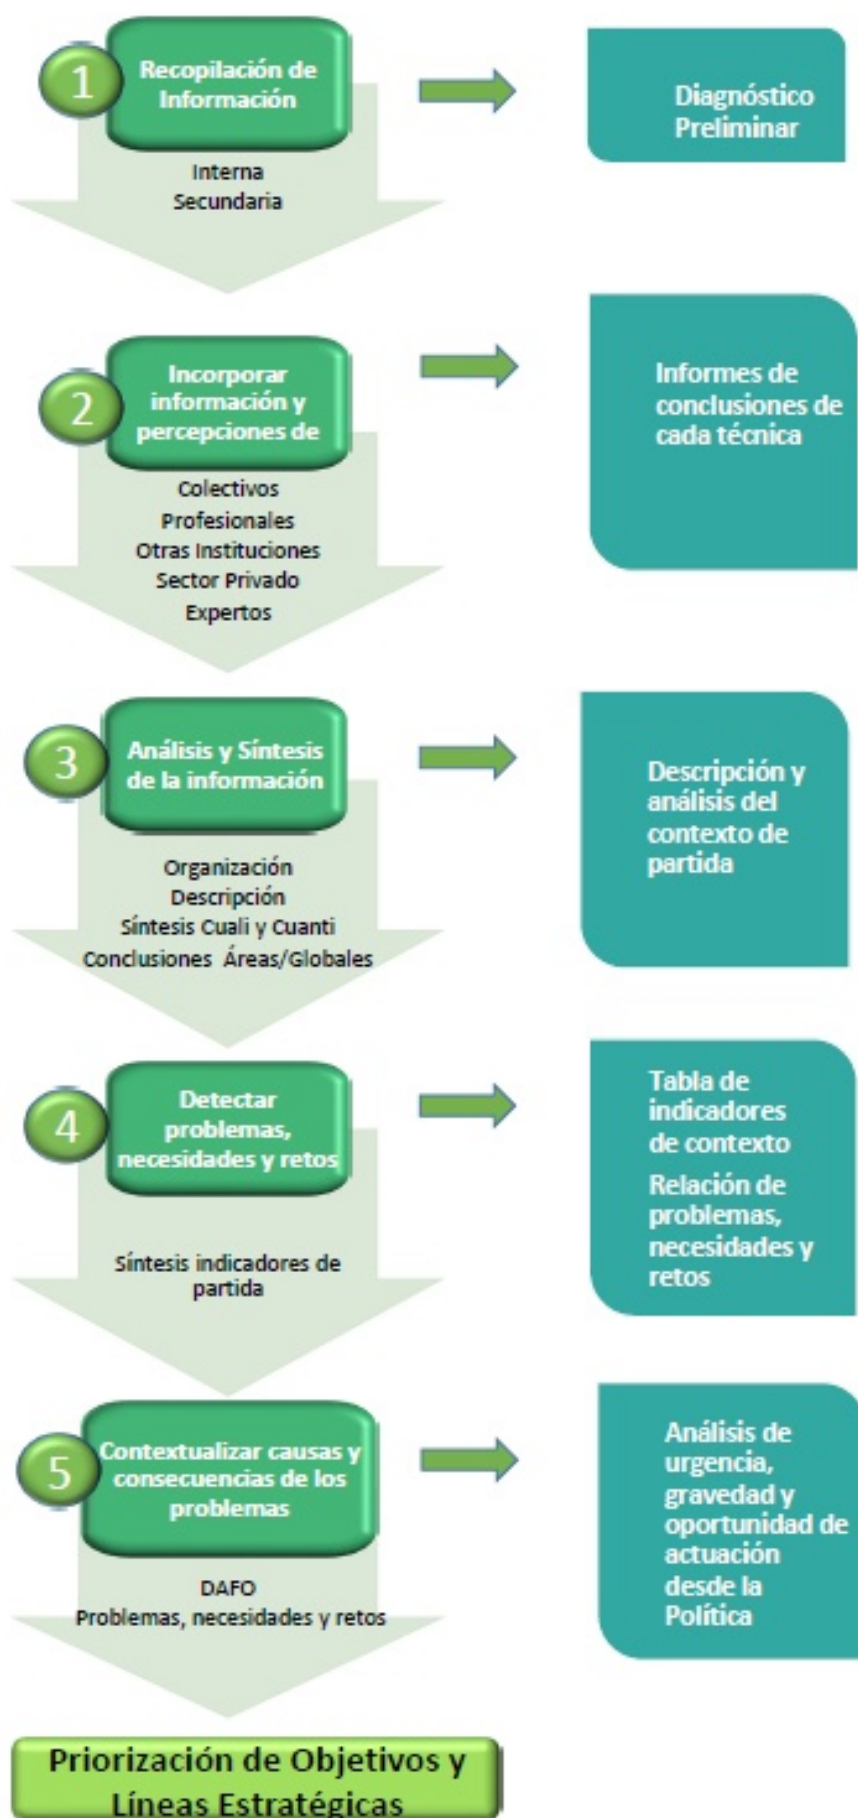 1
Recopilación de
Información
Interna
Secundaria
Diagnóstico
Preliminar
2
Incorporar
información y
percepciones de
Colectivos
Profesionales
Otras Instituciones
Sector Privado
Expertos
Informes de
conclusiones de
cada técnica
3
Análisis y Síntesis
de la información
Organización
Descripción
Síntesis Cuali y Cuanti
Conclusiones Áreas/Globales
Descripción y
análisis del
contexto de
partida
4
Detectar
problemas,
necesidades y retos
Síntesis indicadores de
partida
Tabla de
indicadores
de contexto
Relación de
problemas,
necesidades y
retos
5
Contextualizar causas y
consecuencias de los
problemas
DAFO
Problemas, necesidades y retos
Análisis de
urgencia,
gravedad y
oportunidad de
actuación
desde la
Política
Priorización de Objetivos y
Líneas Estratégicas